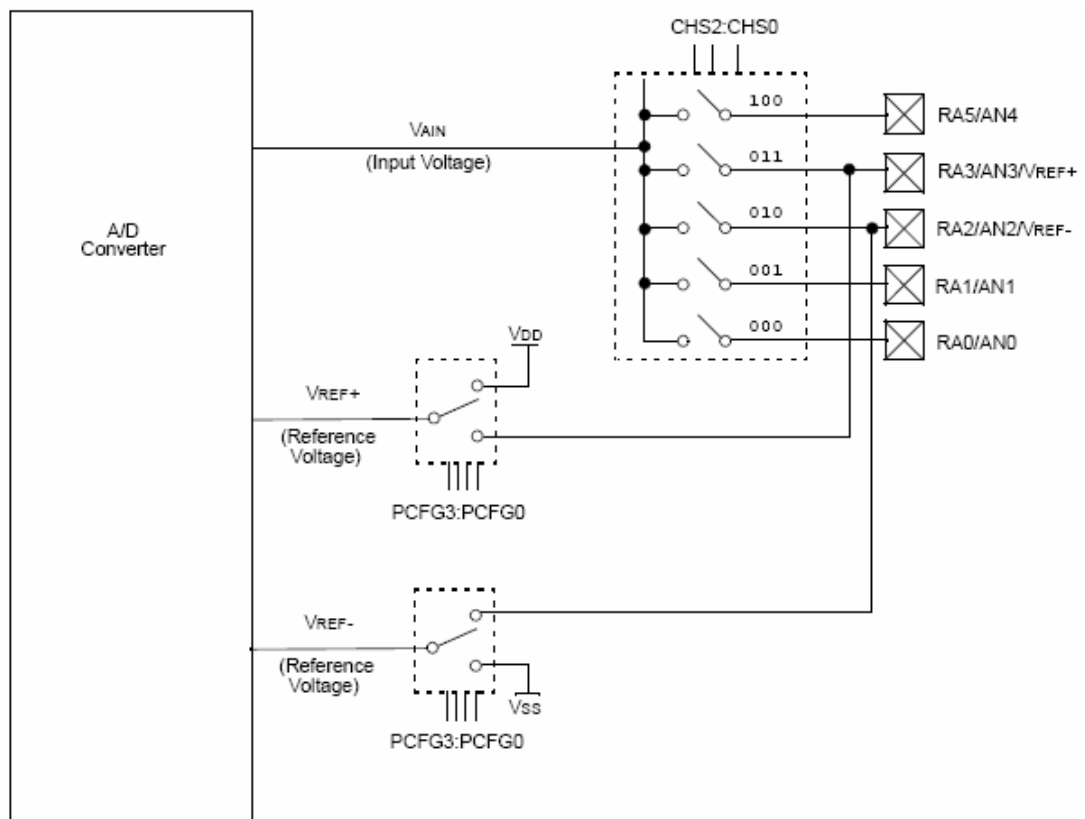 CHS2:CHS0
100
RA5/AN4
VAIN
(Input Voltage)
011
RA3/AN3/VREF+
010
RA2/AN2/VREF-
A/D
Converter
001
RA1/AN1
000
RA0/AN0
VDD
VREF+
(Reference
Voltage)
PCFG3:PCFG0
VREF-
(Reference
Voltage)
VSS
PCFG3:PCFG0